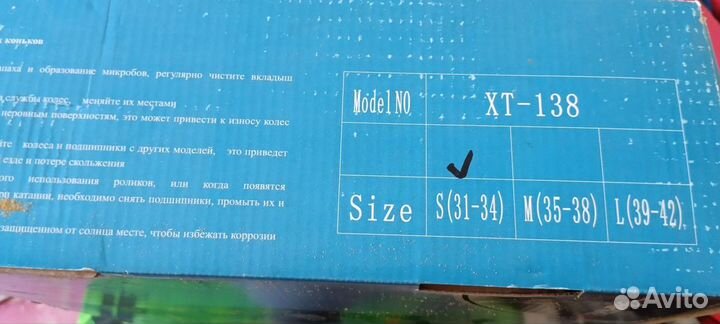 коньков
запаха и образование микробов, регулярно чистите вкладыш
службы колес, меняйте их местами
неровным поверхностям, это может привести к износу колес
колеса и подшипники с других моделей, это приведет
езде и потере скольжения
использования роликов, или когда появятся
катании, необходимо снять подшипники, промыть их и
защищенном от солнца месте, чтобы избежать коррозии
Model NO XT-138
Size S(31-34) M(35-38) L(39-42)
Avito